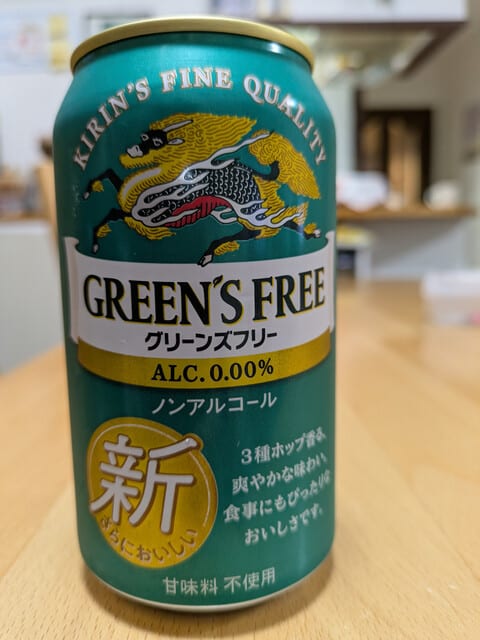 KIRIN'S FINE QUALITY
GREEN'S FREE
グリーンズフリー
ALC. 0.00%
ノンアルコール
新
さらにおいしい
3種ホップ香る、
爽やかな味わい。
食事にもぴったりな
おいしさです。
甘味料 不使用